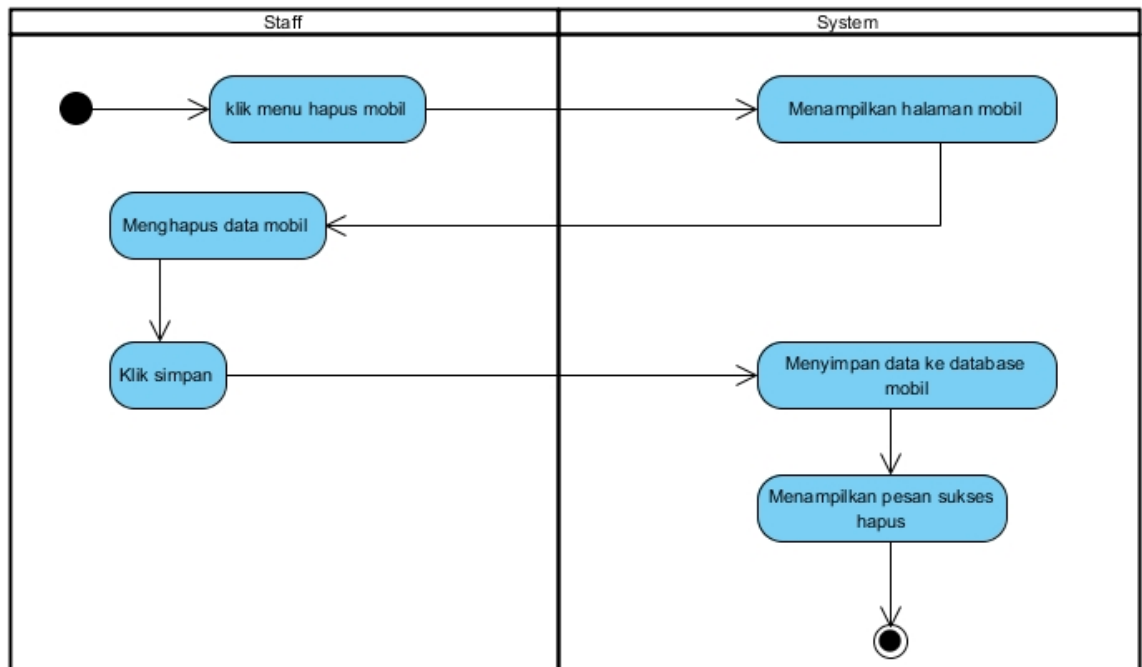 Staff
System
klik menu hapus mobil
Menampilkan halaman mobil
Menghapus data mobil
Klik simpan
Menyimpan data ke database
mobil
Menampilkan pesan sukses
hapus